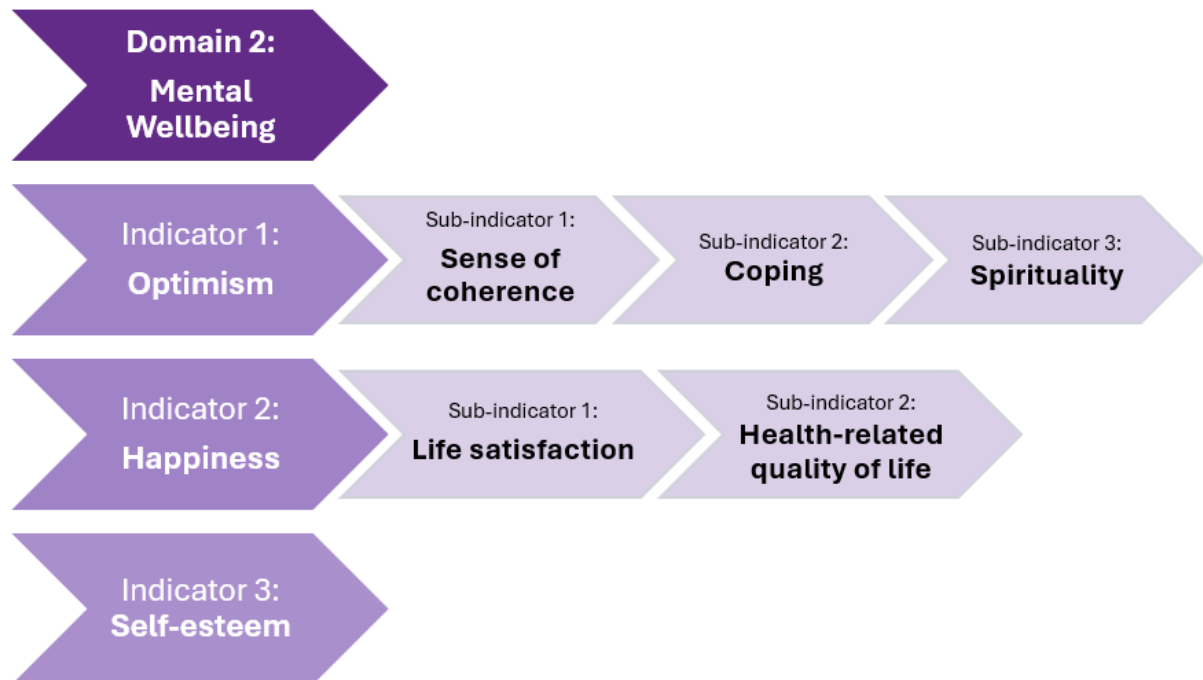 Domain 2:
Mental
Wellbeing
Indicator 1:
Optimism
Sub-indicator 1:
Sense of
coherence
Sub-indicator 2:
Coping
Sub-indicator 3:
Spirituality
Indicator 2:
Happiness
Sub-indicator 1:
Life satisfaction
Sub-indicator 2:
Health-related
quality of life
Indicator 3:
Self-esteem